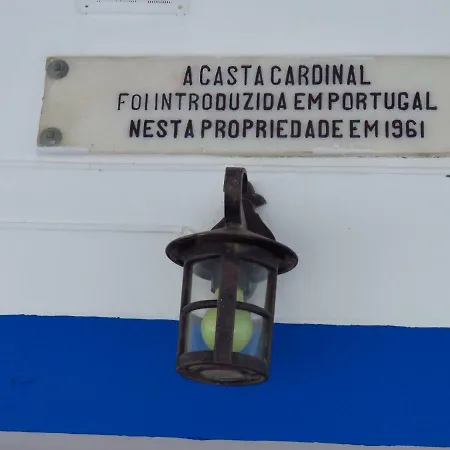 A CASTA CARDINAL
FOI INTRODUZIDA EM PORTUGAL
NESTA PROPRIEDADE EM 1961